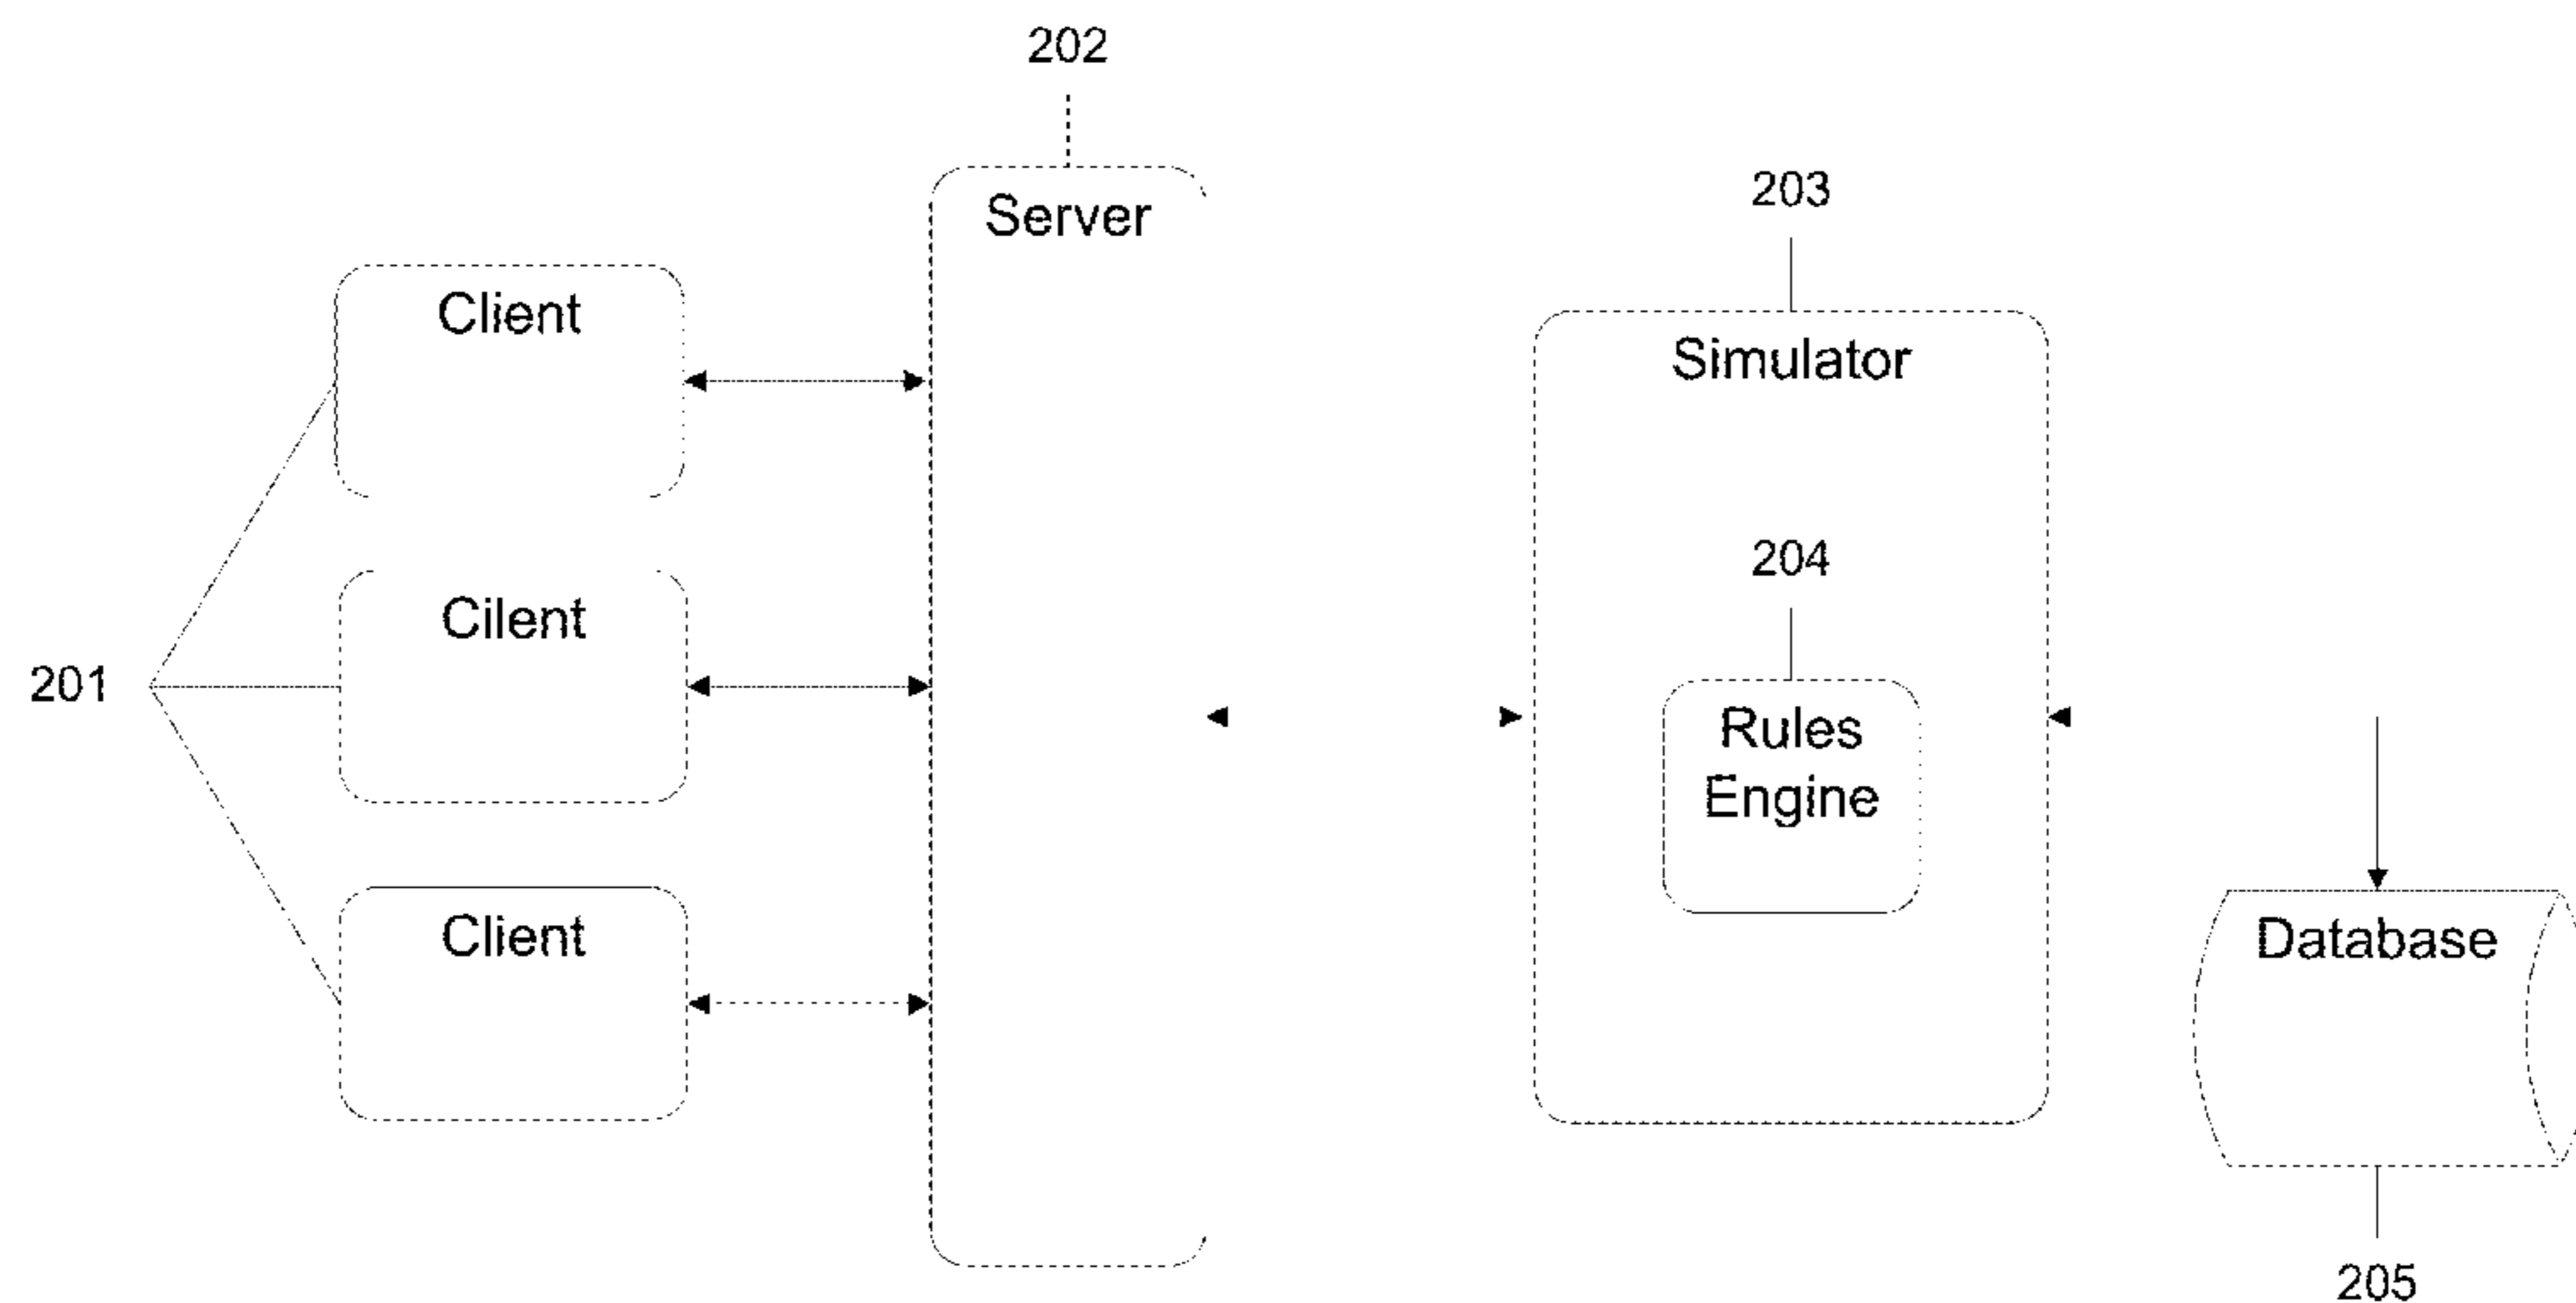 202
Server
203
Simulator
Client
204
Cilent
201
Rules
Engine
Client
Database
205